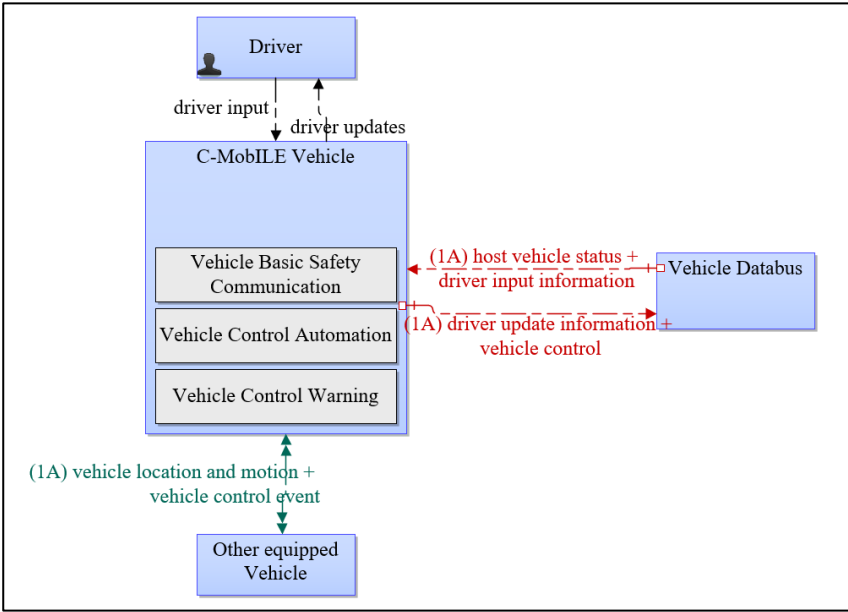 Driver
driver input
driver updates
C-MobILE Vehicle
Vehicle Basic Safety
Communication
Vehicle Control Automation
Vehicle Control Warning
(1A) host vehicle status +
driver input information
Vehicle Databus
(1A) driver update information +
vehicle control
(1A) vehicle location and motion +
vehicle control event
Other equipped
Vehicle